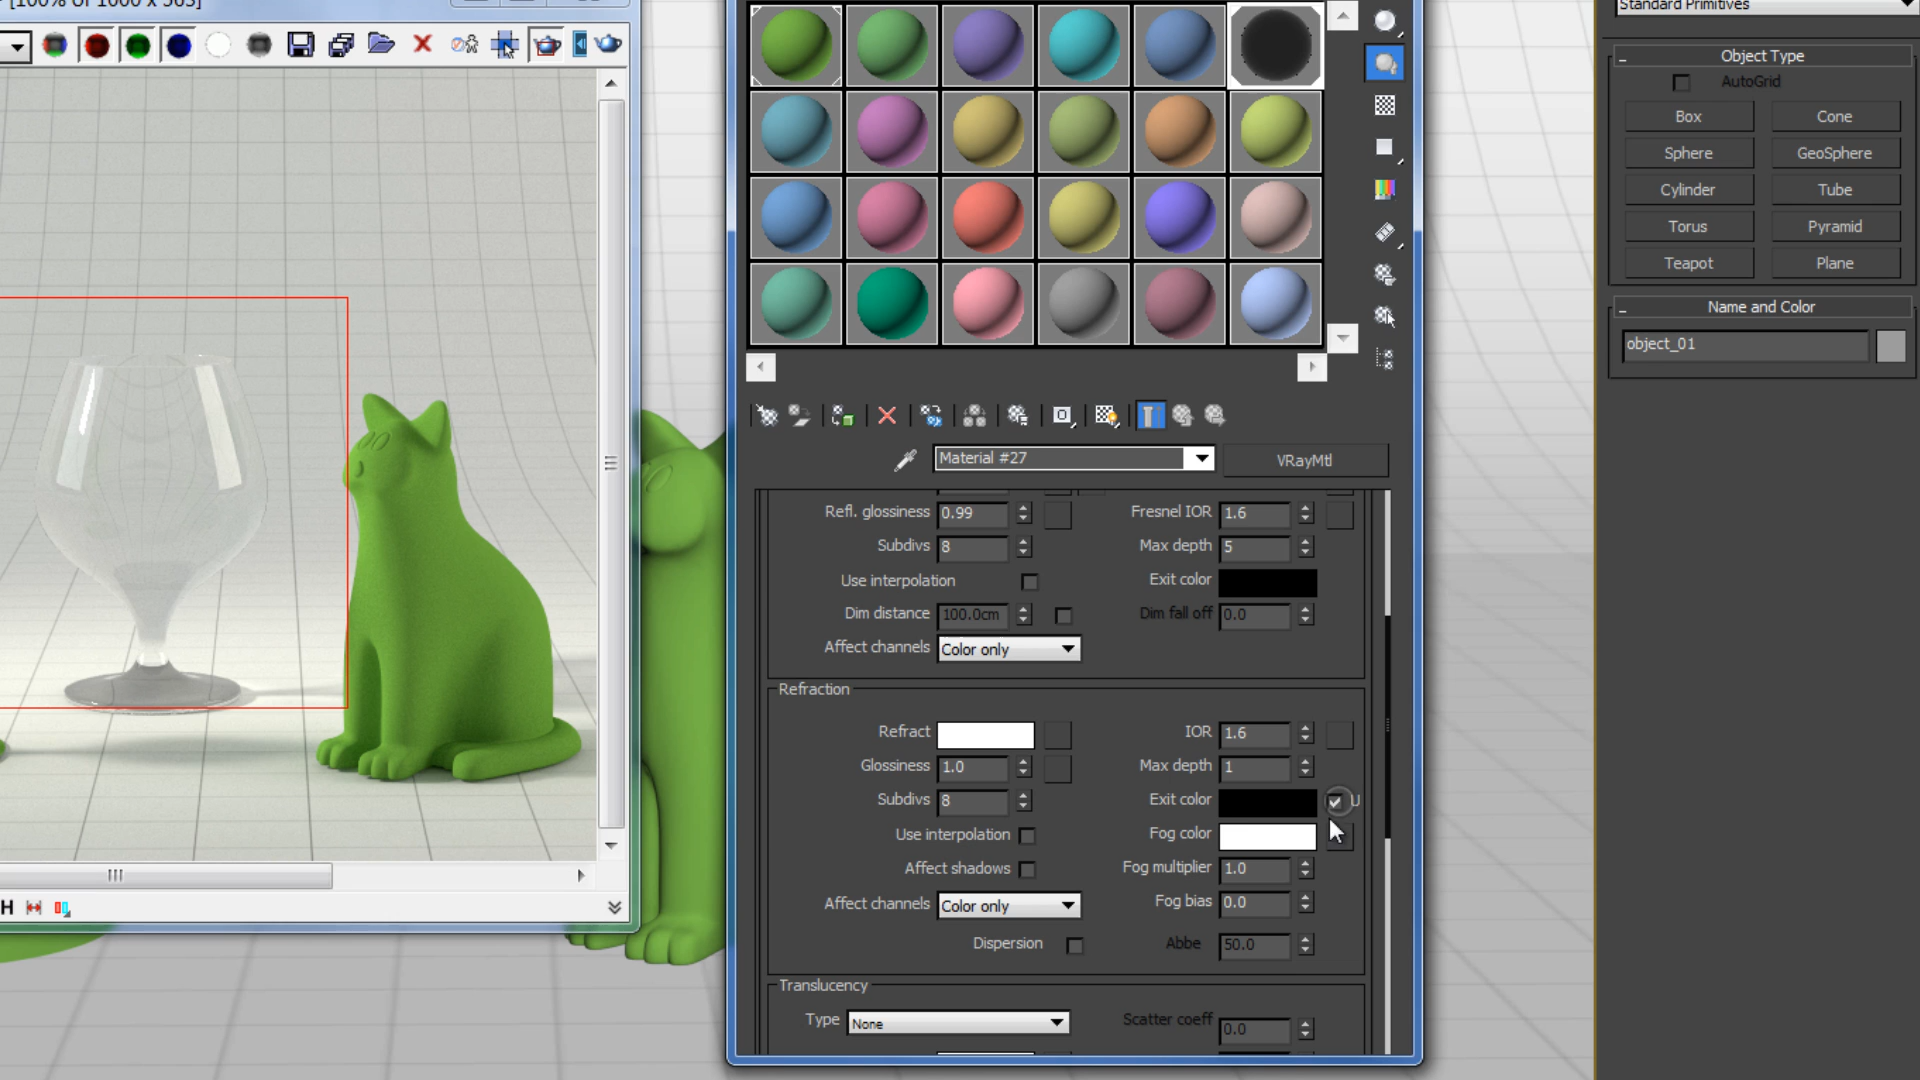 [100% of 1000 x 563]
Standard Primitives
Object Type
AutoGrid
Box
Cone
Sphere
GeoSphere
Cylinder
Tube
Torus
Pyramid
Teapot
Plane
Name and Color
object_01
Material #27
VRayMtl
Refl. glossiness 0.99
Fresnel IOR 1.6
Subdivs 8
Max depth 5
Use interpolation
Exit color
Dim distance 100.0cm
Dim fall off 0.0
Affect channels Color only
Refraction
Refract
IOR 1.6
Glossiness 1.0
Max depth 1
Subdivs 8
Exit color
U
Use interpolation
Fog color
Affect shadows
Fog multiplier 1.0
Affect channels Color only
Fog bias 0.0
Dispersion
Abbe 50.0
Translucency
Type None
Scatter coeff 0.0
H